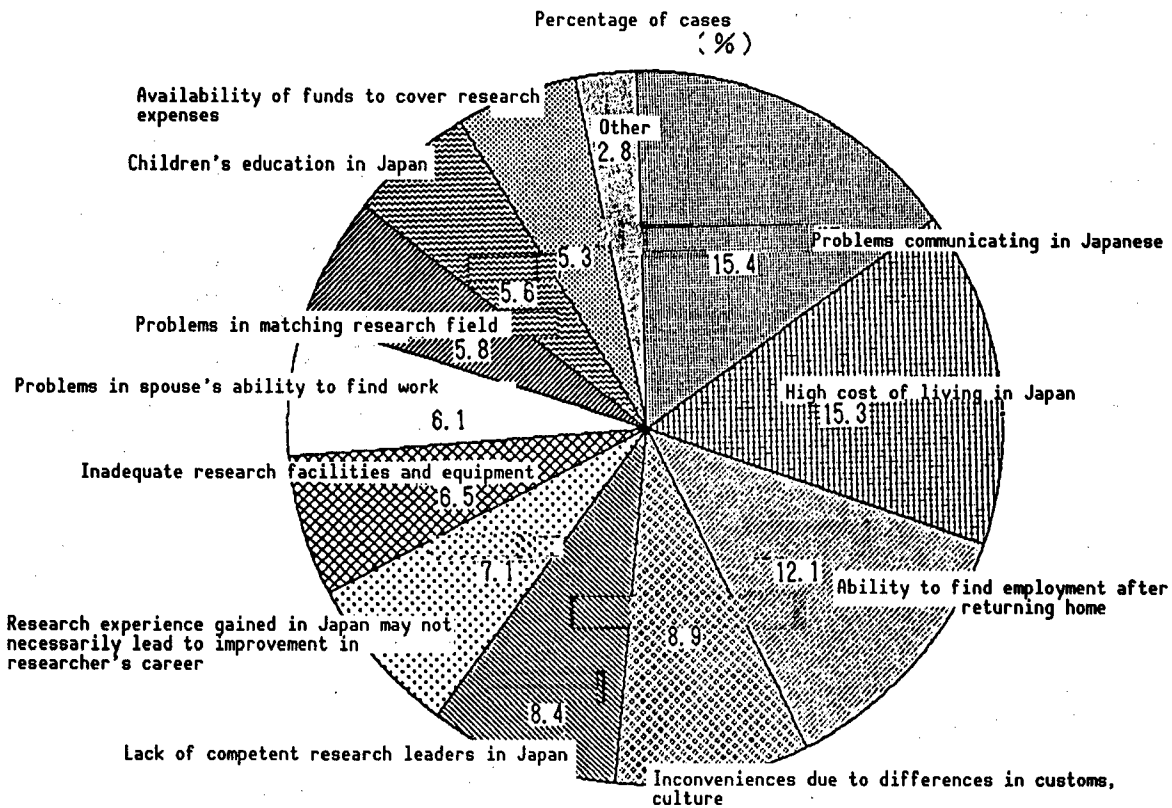 Percentage of cases
(%)
Availability of funds to cover research
expenses
Children's education in Japan
Other
2.8
Problems communicating in Japanese
15.4
5.3
5.6
Problems in matching research field
5.8
Problems in spouse's ability to find work
6.1
High cost of living in Japan
15.3
Inadequate research facilities and equipment
6.5
7.1
12.1
Ability to find employment after
returning home
Research experience gained in Japan may not
necessarily lead to improvement in
researcher's career
8.9
8.4
Lack of competent research leaders in Japan
Inconveniences due to differences in customs,
culture